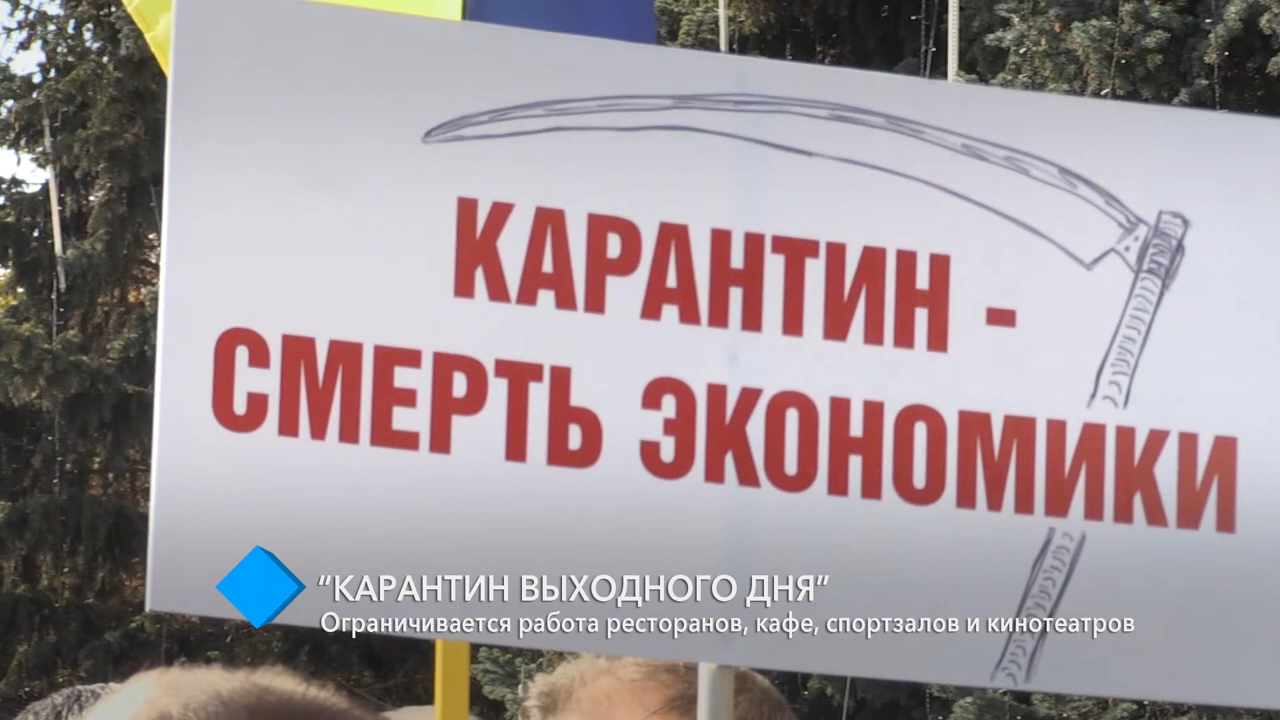 КАРАНТИН -
СМЕРТЬ ЭКОНОМИКИ
“КАРАНТИН ВЫХОДНОГО ДНЯ”
Ограничивается работа ресторанов, кафе, спортзалов и кинотеатров